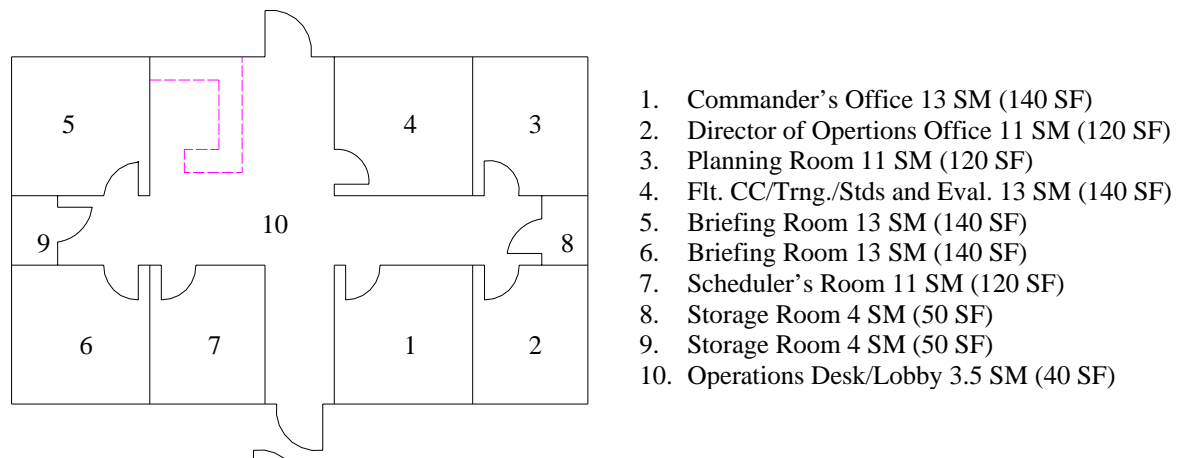 5
4
3
10
9
8
6
7
1
2
1. Commander’s Office 13 SM (140 SF)
2. Director of Opertions Office 11 SM (120 SF)
3. Planning Room 11 SM (120 SF)
4. Flt. CC/Trng./Stds and Eval. 13 SM (140 SF)
5. Briefing Room 13 SM (140 SF)
6. Briefing Room 13 SM (140 SF)
7. Scheduler’s Room 11 SM (120 SF)
8. Storage Room 4 SM (50 SF)
9. Storage Room 4 SM (50 SF)
10. Operations Desk/Lobby 3.5 SM (40 SF)